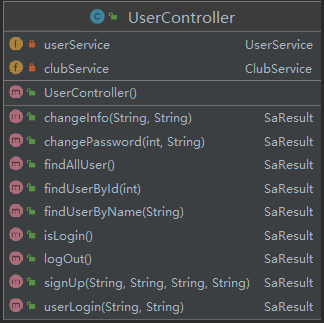 UserController
userService UserService
clubService ClubService
UserController()
changeInfo(String, String) SaResult
changePassword(int, String) SaResult
findAllUser() SaResult
findUserById(int) SaResult
findUserByName(String) SaResult
isLogin() SaResult
logOut() SaResult
signUp(String, String, String, String) SaResult
userLogin(String, String) SaResult